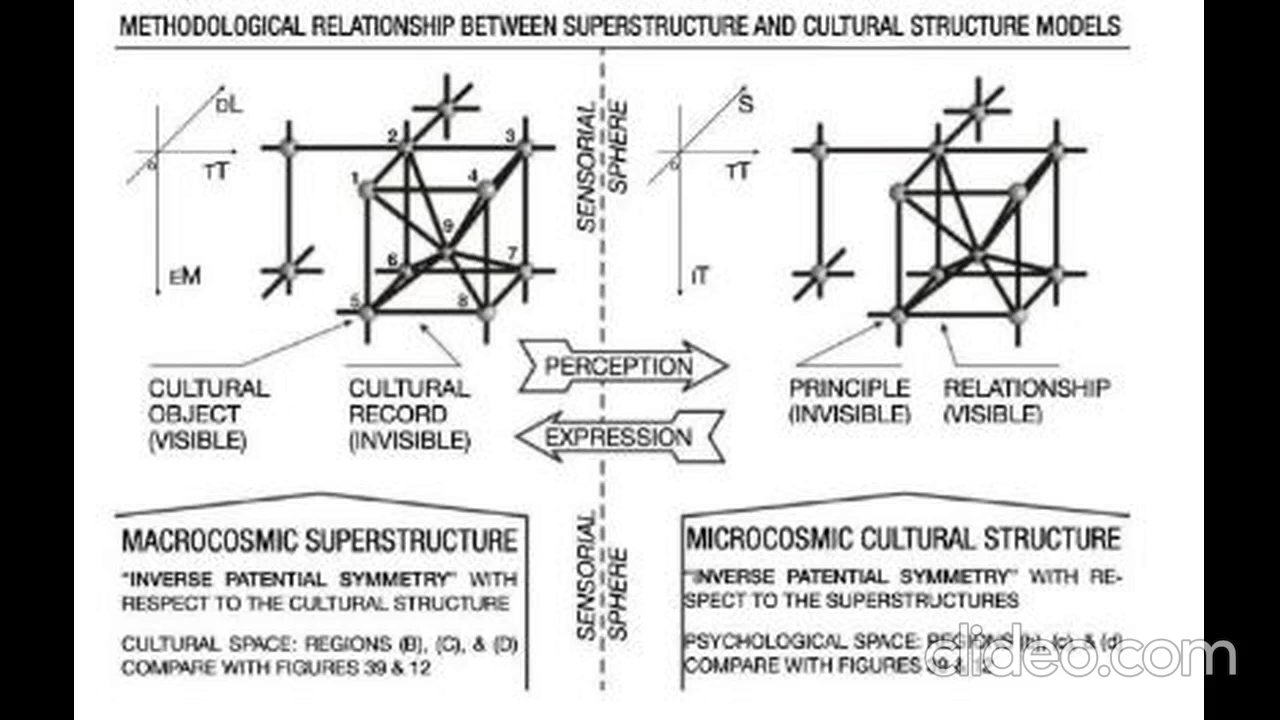 METHODOLOGICAL RELATIONSHIP BETWEEN SUPERSTRUCTURE AND CULTURAL STRUCTURE MODELS
DL
TT
EM
1
2
3
4
5
6
7
8
9
SENSORIAL
SPHERE
S
TT
IT
CULTURAL
OBJECT
(VISIBLE)
CULTURAL
RECORD
(INVISIBLE)
PERCEPTION
EXPRESSION
PRINCIPLE
(INVISIBLE)
RELATIONSHIP
(VISIBLE)
MACROCOSMIC SUPERSTRUCTURE
"INVERSE PATENTIAL SYMMETRY" WITH
RESPECT TO THE CULTURAL STRUCTURE
CULTURAL SPACE: REGIONS (B), (C), & (D)
COMPARE WITH FIGURES 39 & 12
SENSORIAL
SPHERE
MICROCOSMIC CULTURAL STRUCTURE
"INVERSE PATENTIAL SYMMETRY" WITH RE-
SPECT TO THE SUPERSTRUCTURES
PSYCHOLOGICAL SPACE: REGIONS (b), (c), & (d)
COMPARE WITH FIGURES 39 & 12
clideo.com